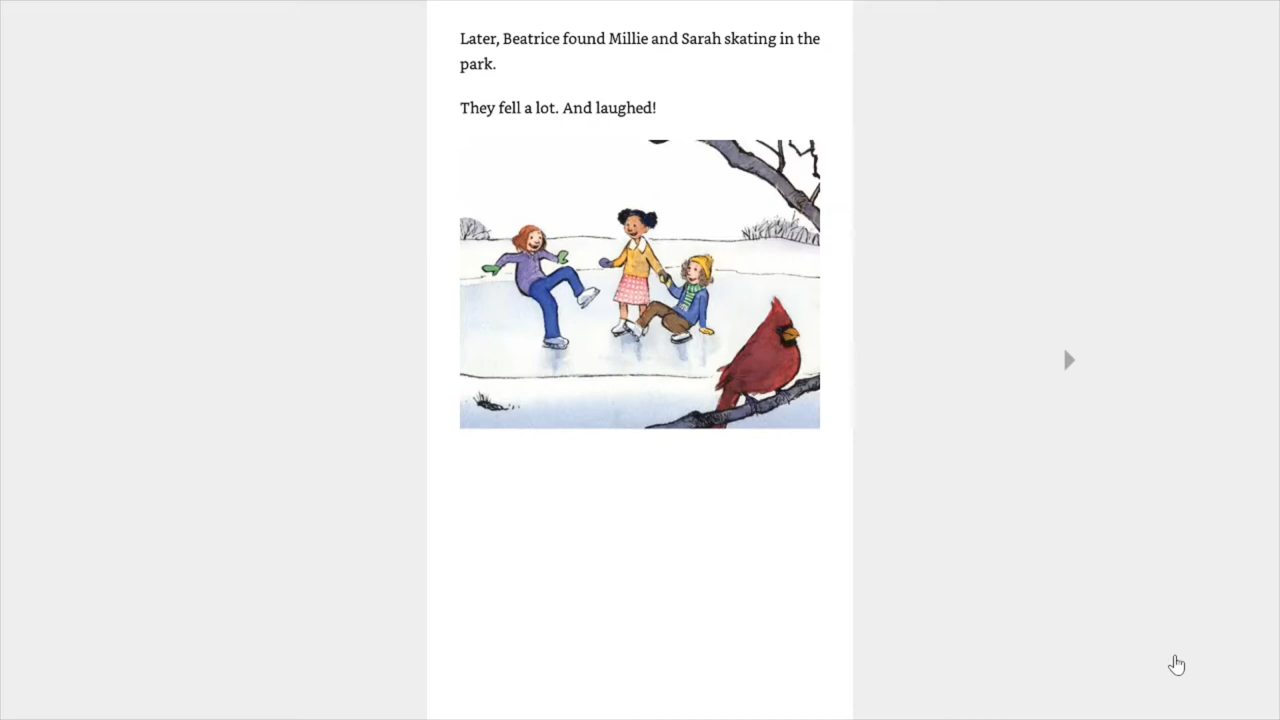 Later, Beatrice found Millie and Sarah skating in the
park.
They fell a lot. And laughed!